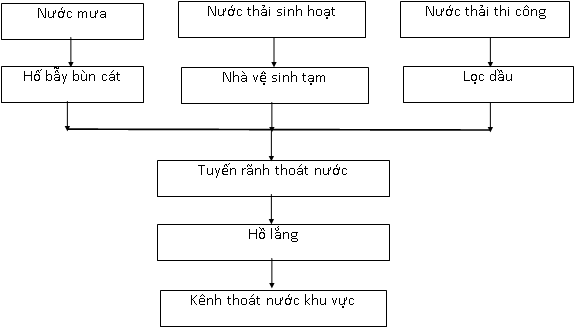 Nước mưa
Nước thải sinh hoạt
Nước thải thi công
Hố bẫy bùn cát
Nhà vệ sinh tạm
Lọc dầu
Tuyến rãnh thoát nước
Hồ lắng
Kênh thoát nước khu vực